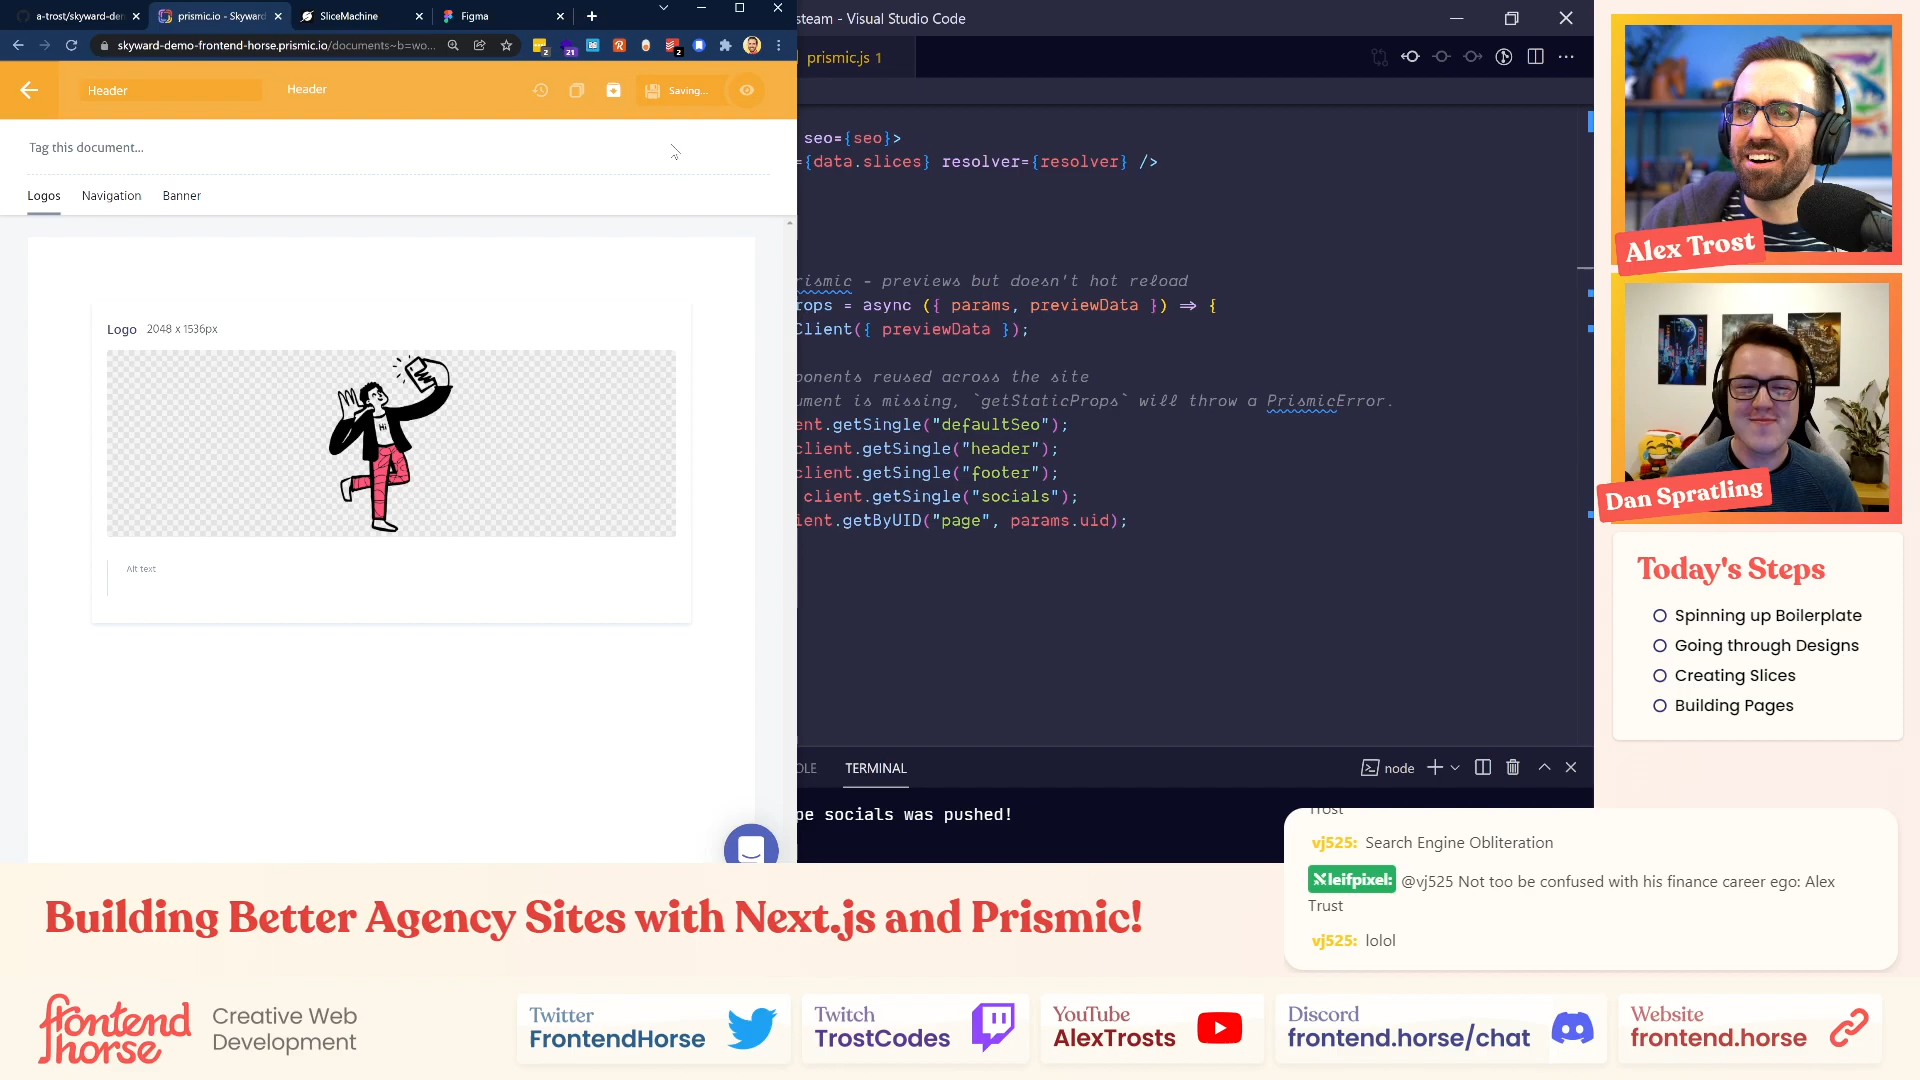 a-trost/skyward-de
prismic.io - Skyward
SliceMachine
Figma
skyward-demo-frontend-horse.prismic.io/documents~b=wo...
2
21
2
Header
Header
Saving...
Tag this document...
Logos
Navigation
Banner
Logo
2048 x 1536px
Hi
Alt text
steam - Visual Studio Code
prismic.js 1
seo={seo}>
={data.slices} resolver={resolver} />
rismic - previews but doesn't hot reload
rops = async ({ params, previewData }) => {
Client({ previewData });
ponents reused across the site
ument is missing, `getStaticProps` will throw a PrismicError.
ent.getSingle("defaultSeo");
client.getSingle("header");
client.getSingle("footer");
client.getSingle("socials");
ient.getByUID("page", params.uid);
OLE
TERMINAL
node
pe socials was pushed!
Alex Trost
Dan Spratling
Today's Steps
Spinning up Boilerplate
Going through Designs
Creating Slices
Building Pages
Trost
vj525: Search Engine Obliteration
leifpixel: @vj525 Not too be confused with his finance career ego: Alex
Trust
vj525: lolol
Building Better Agency Sites with Next.js and Prismic!
frontend
horse
Creative Web
Development
Twitter
FrontendHorse
Twitch
TrostCodes
YouTube
AlexTrosts
Discord
frontend.horse/chat
Website
frontend.horse